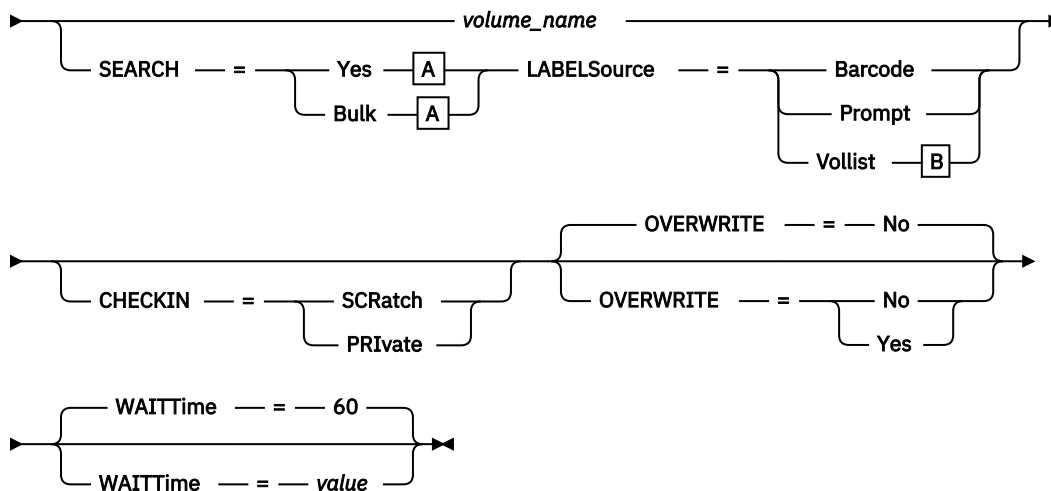 volume_name
SEARCH = Yes A LABELSource = Barcode
Bulk A Prompt
Vollist B
OVERWRITE = No
CHECKIN = SCRatch OVERWRITE = No
PRIvate Yes
WAITTime = 60
WAITTime = value